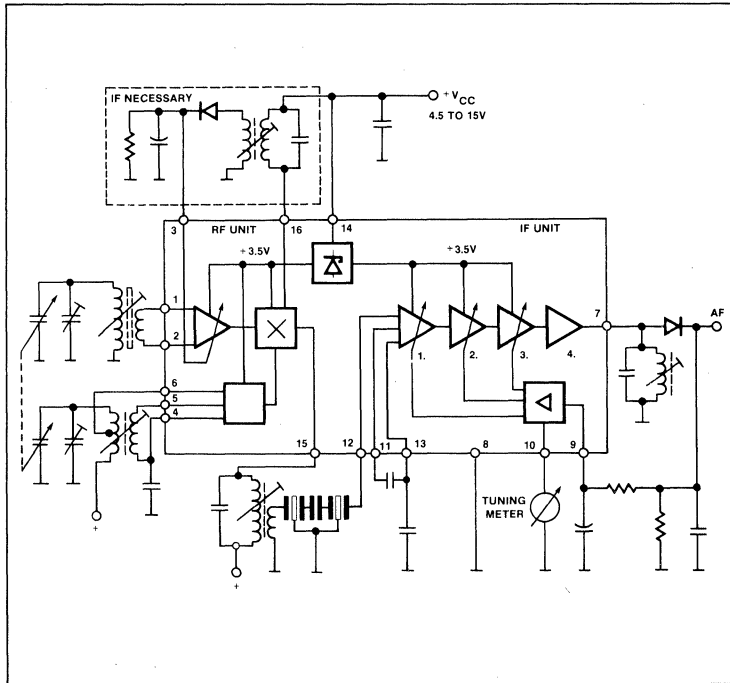 IF NECESSARY
+ VCC
4.5 TO 15V
3
RF UNIT
16
14
IF UNIT
+3.5V
+3.5V
1
2
7
AF
1.
2.
3.
4.
6
5
4
15
12
11
13
8
10
9
TUNING
METER
+
+